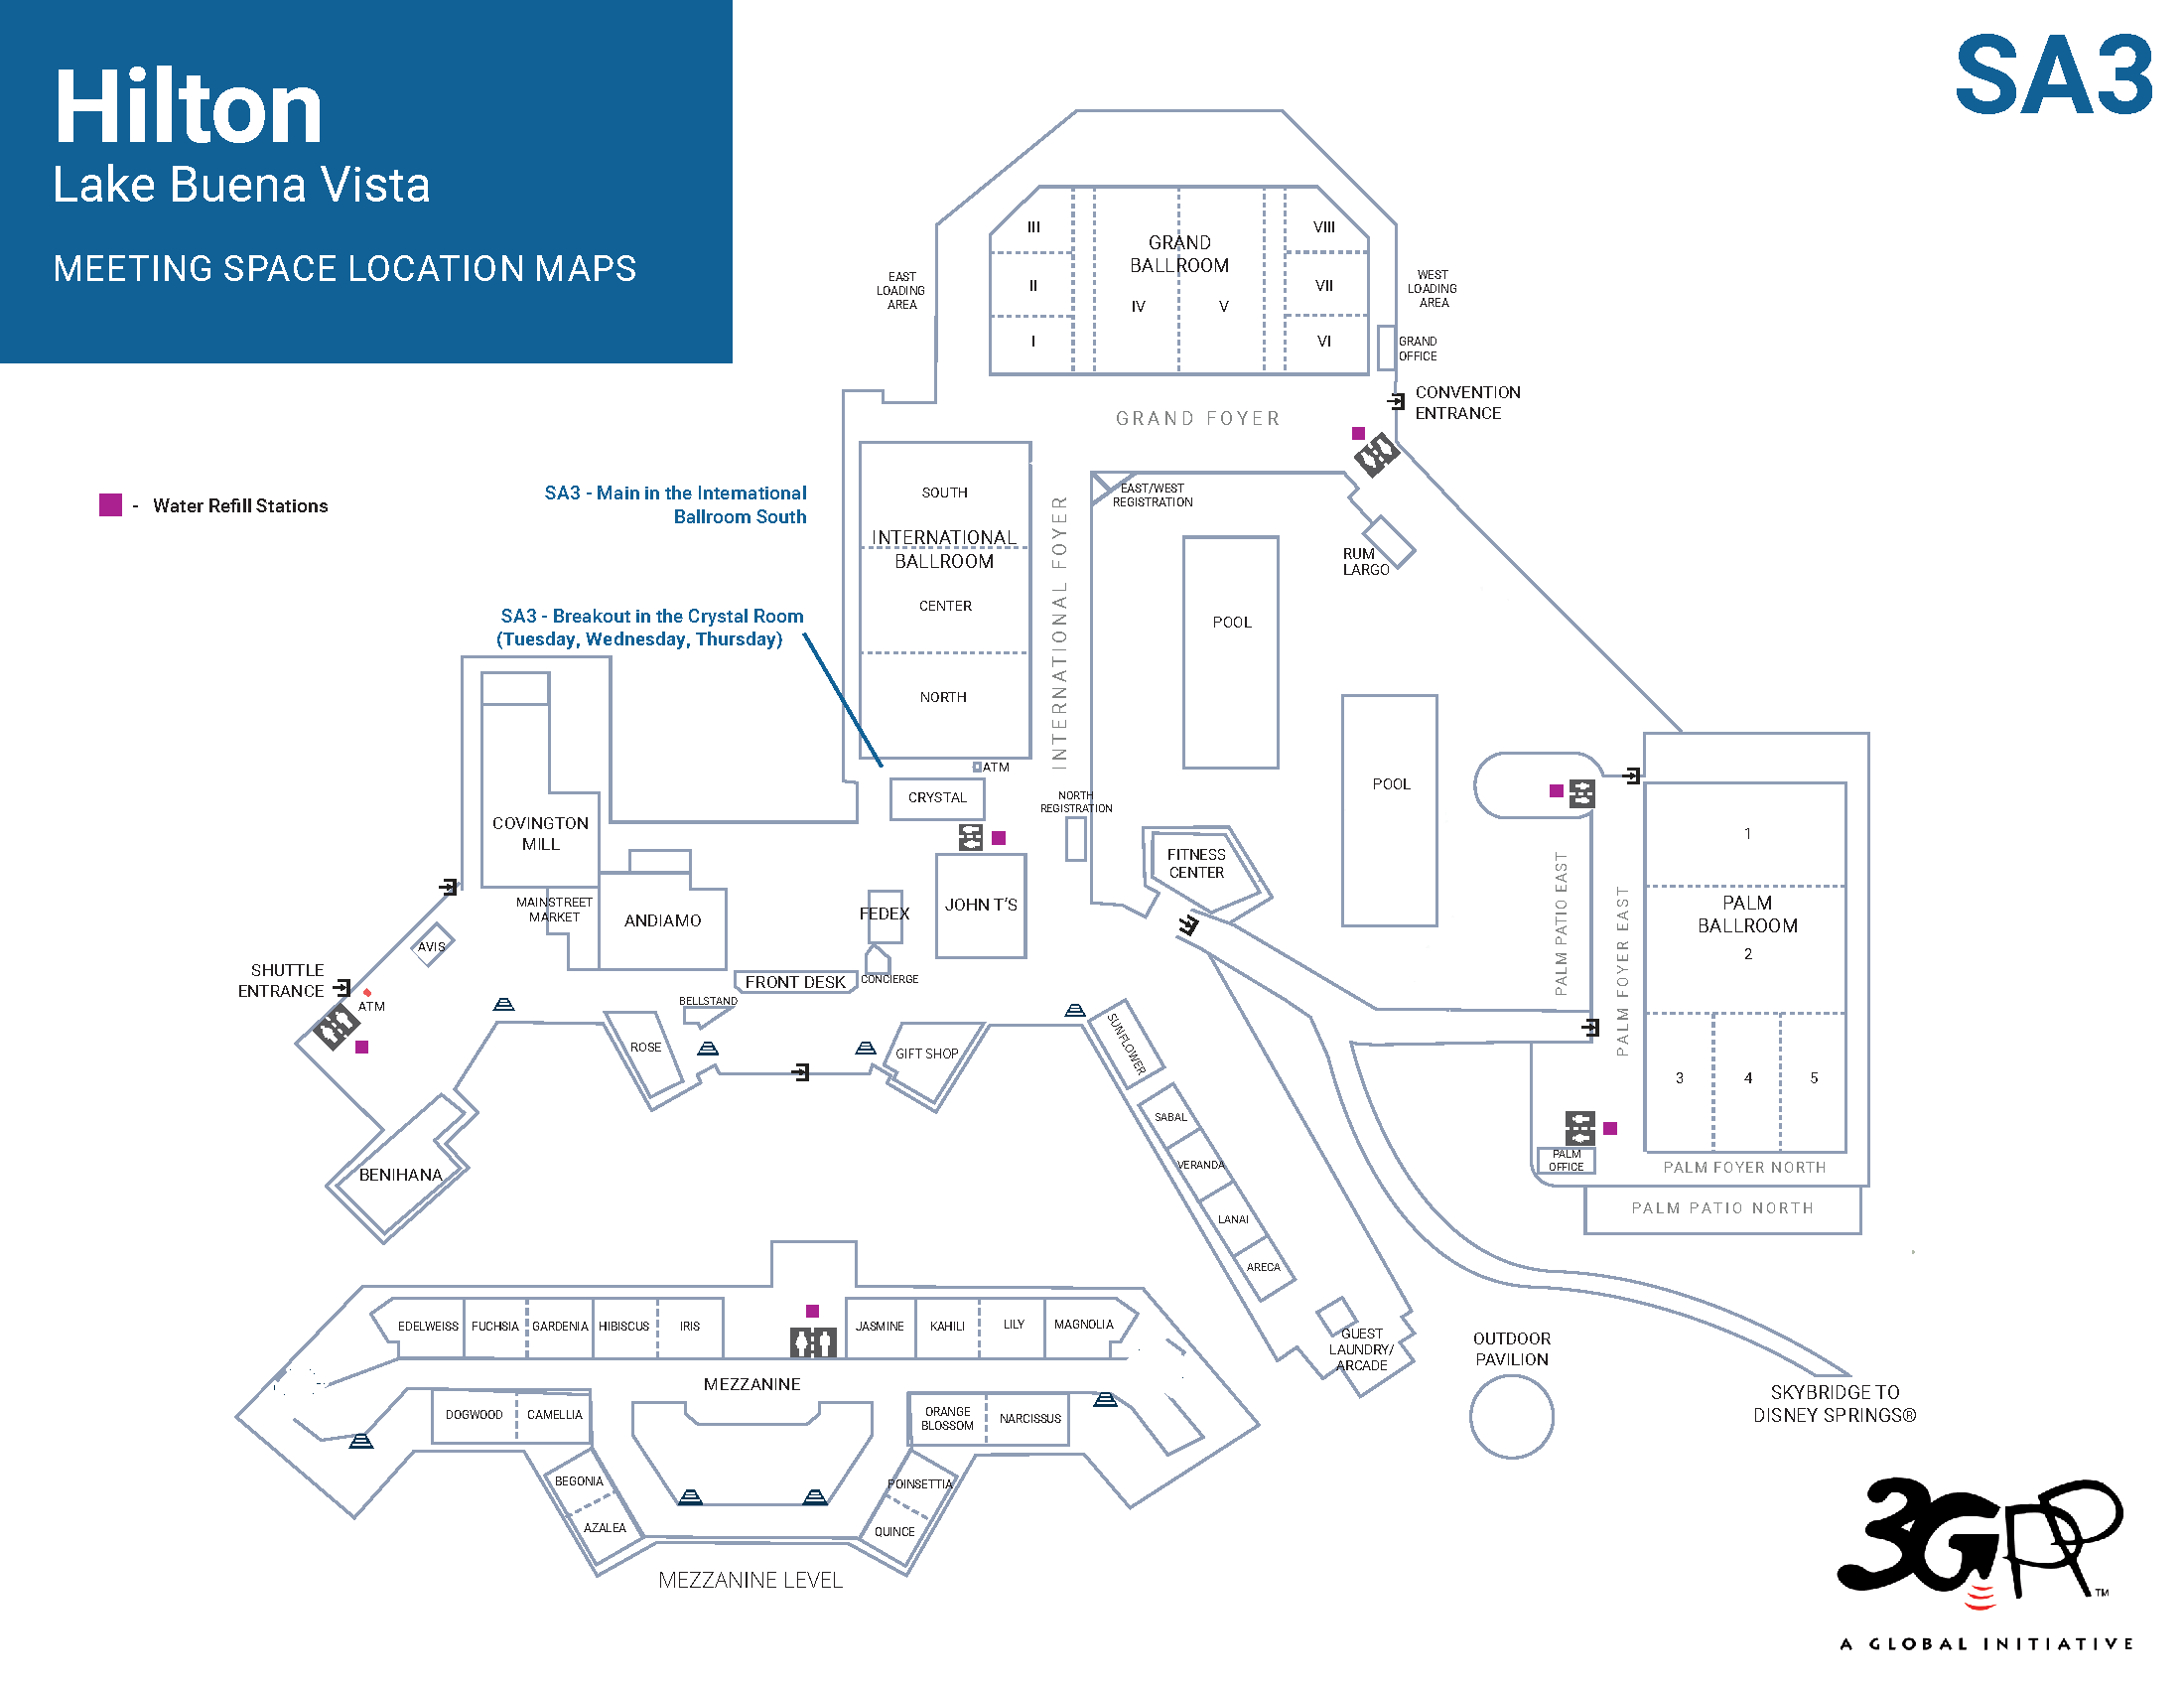 Hilton
Lake Buena Vista
MEETING SPACE LOCATION MAPS
SA3
- Water Refill Stations
SA3 - Main in the International
Ballroom South
SA3 - Breakout in the Crystal Room
(Tuesday, Wednesday, Thursday)
EAST
LOADING
AREA
III
II
I
GRAND
BALLROOM
IV
V
VIII
VII
VI
WEST
LOADING
AREA
GRAND
OFFICE
CONVENTION
ENTRANCE
GRAND FOYER
EAST/WEST
REGISTRATION
RUM
LARGO
SOUTH
INTERNATIONAL
BALLROOM
CENTER
NORTH
INTERNATIONAL FOYER
POOL
POOL
ATM
CRYSTAL
NORTH
REGISTRATION
FITNESS
CENTER
COVINGTON
MILL
MAINSTREET
MARKET
ANDIAMO
AVIS
SHUTTLE
ENTRANCE
ATM
FEDEX
JOHN T'S
FRONT DESK
CONCIERGE
BELLSTAND
ROSE
GIFT SHOP
BENIHANA
SUNFLOWER
SABAL
VERANDA
LANAI
ARECA
GUEST
LAUNDRY/
ARCADE
PALM PATIO EAST
PALM FOYER EAST
1
PALM
BALLROOM
2
3
4
5
PALM
OFFICE
PALM FOYER NORTH
PALM PATIO NORTH
OUTDOOR
PAVILION
SKYBRIDGE TO
DISNEY SPRINGS®
EDELWEISS
FUCHSIA
GARDENIA
HIBISCUS
IRIS
JASMINE
KAHILI
LILY
MAGNOLIA
MEZZANINE
DOGWOOD
CAMELLIA
ORANGE
BLOSSOM
NARCISSUS
BEGONIA
AZALEA
POINSETTIA
QUINCE
MEZZANINE LEVEL
3GPP
TM
A GLOBAL INITIATIVE